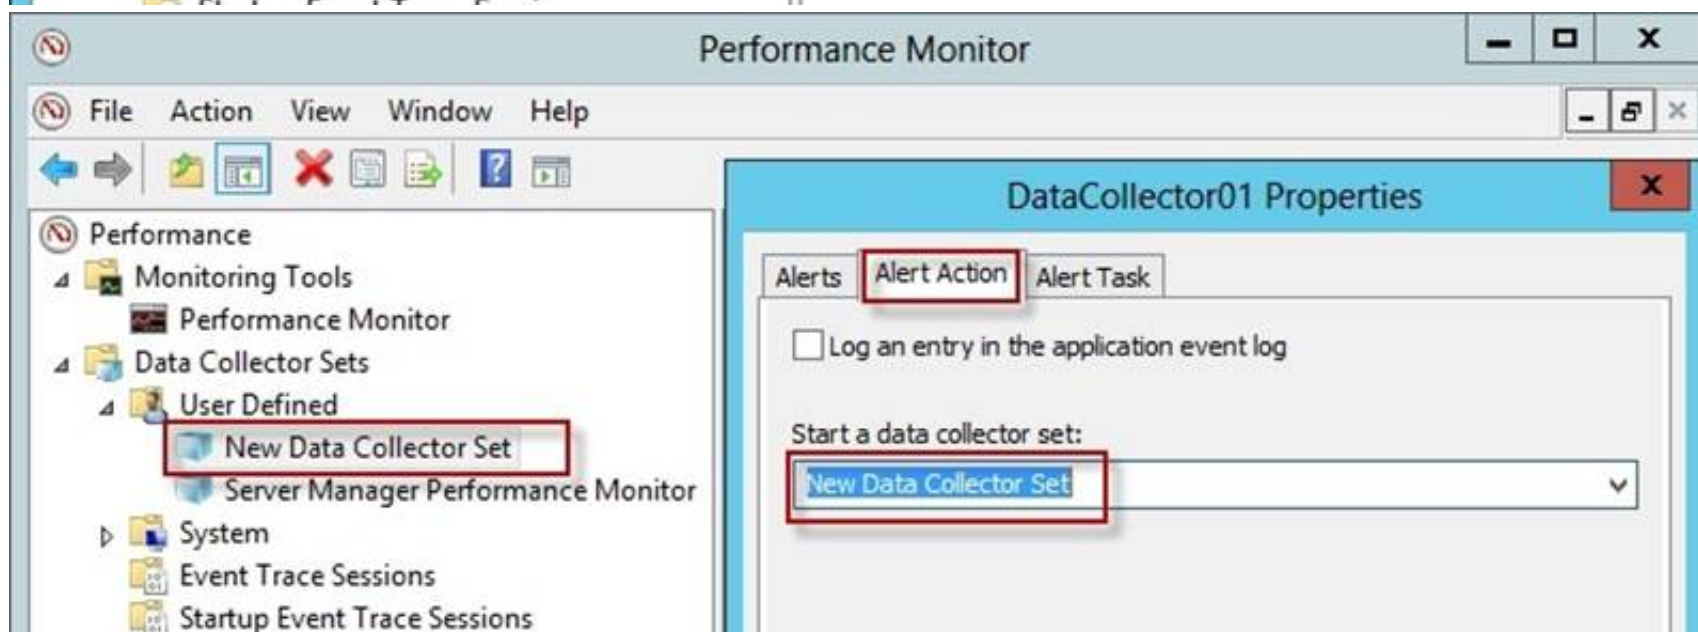 Performance Monitor
File Action View Window Help
DataCollector01 Properties
Performance
Monitoring Tools
Performance Monitor
Data Collector Sets
User Defined
New Data Collector Set
Server Manager Performance Monitor
System
Event Trace Sessions
Startup Event Trace Sessions
Alerts Alert Action Alert Task
Log an entry in the application event log
Start a data collector set:
New Data Collector Set